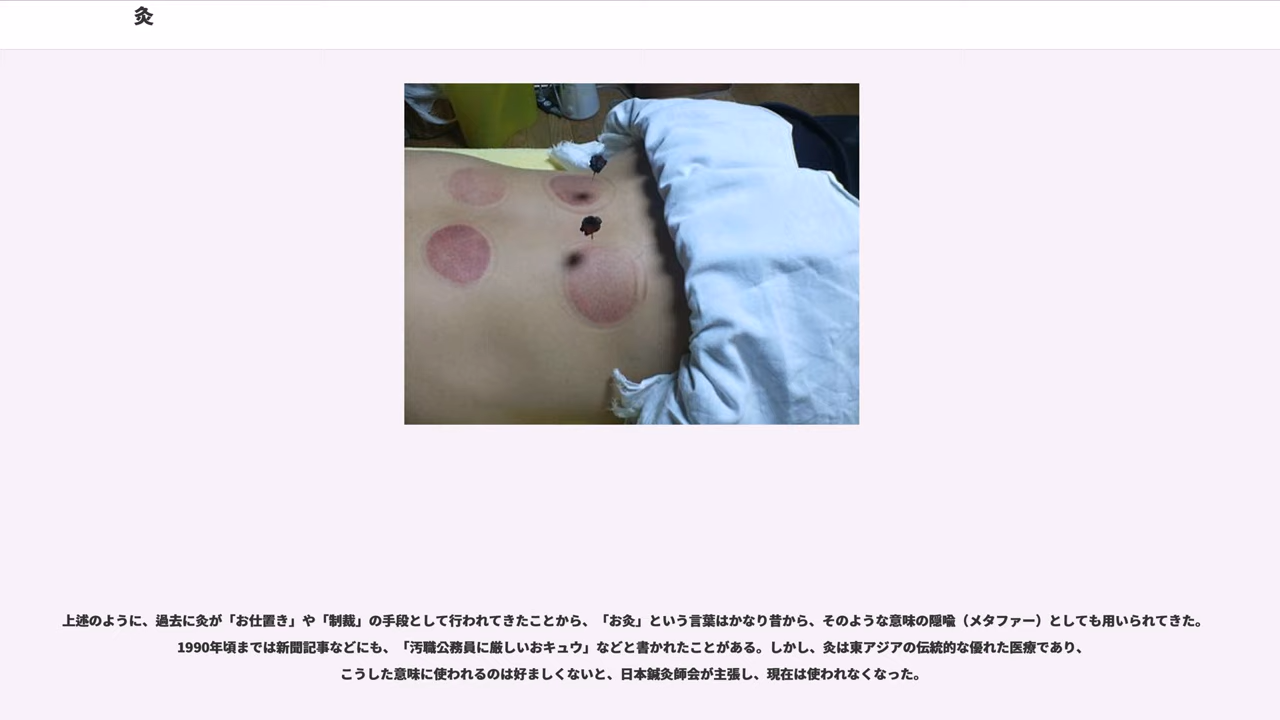 灸
上述のように、過去に灸が「お仕置き」や「制裁」の手段として行われてきたことから、「お灸」という言葉はかなり昔から、そのような意味の隠喩（メタファー）としても用いられてきた。
1990年頃までは新聞記事などにも、「汚職公務員に厳しいおキュウ」などと書かれたことがある。しかし、灸は東アジアの伝統的な優れた医療であり、
こうした意味に使われるのは好ましくないと、日本鍼灸師会が主張し、現在は使われなくなった。